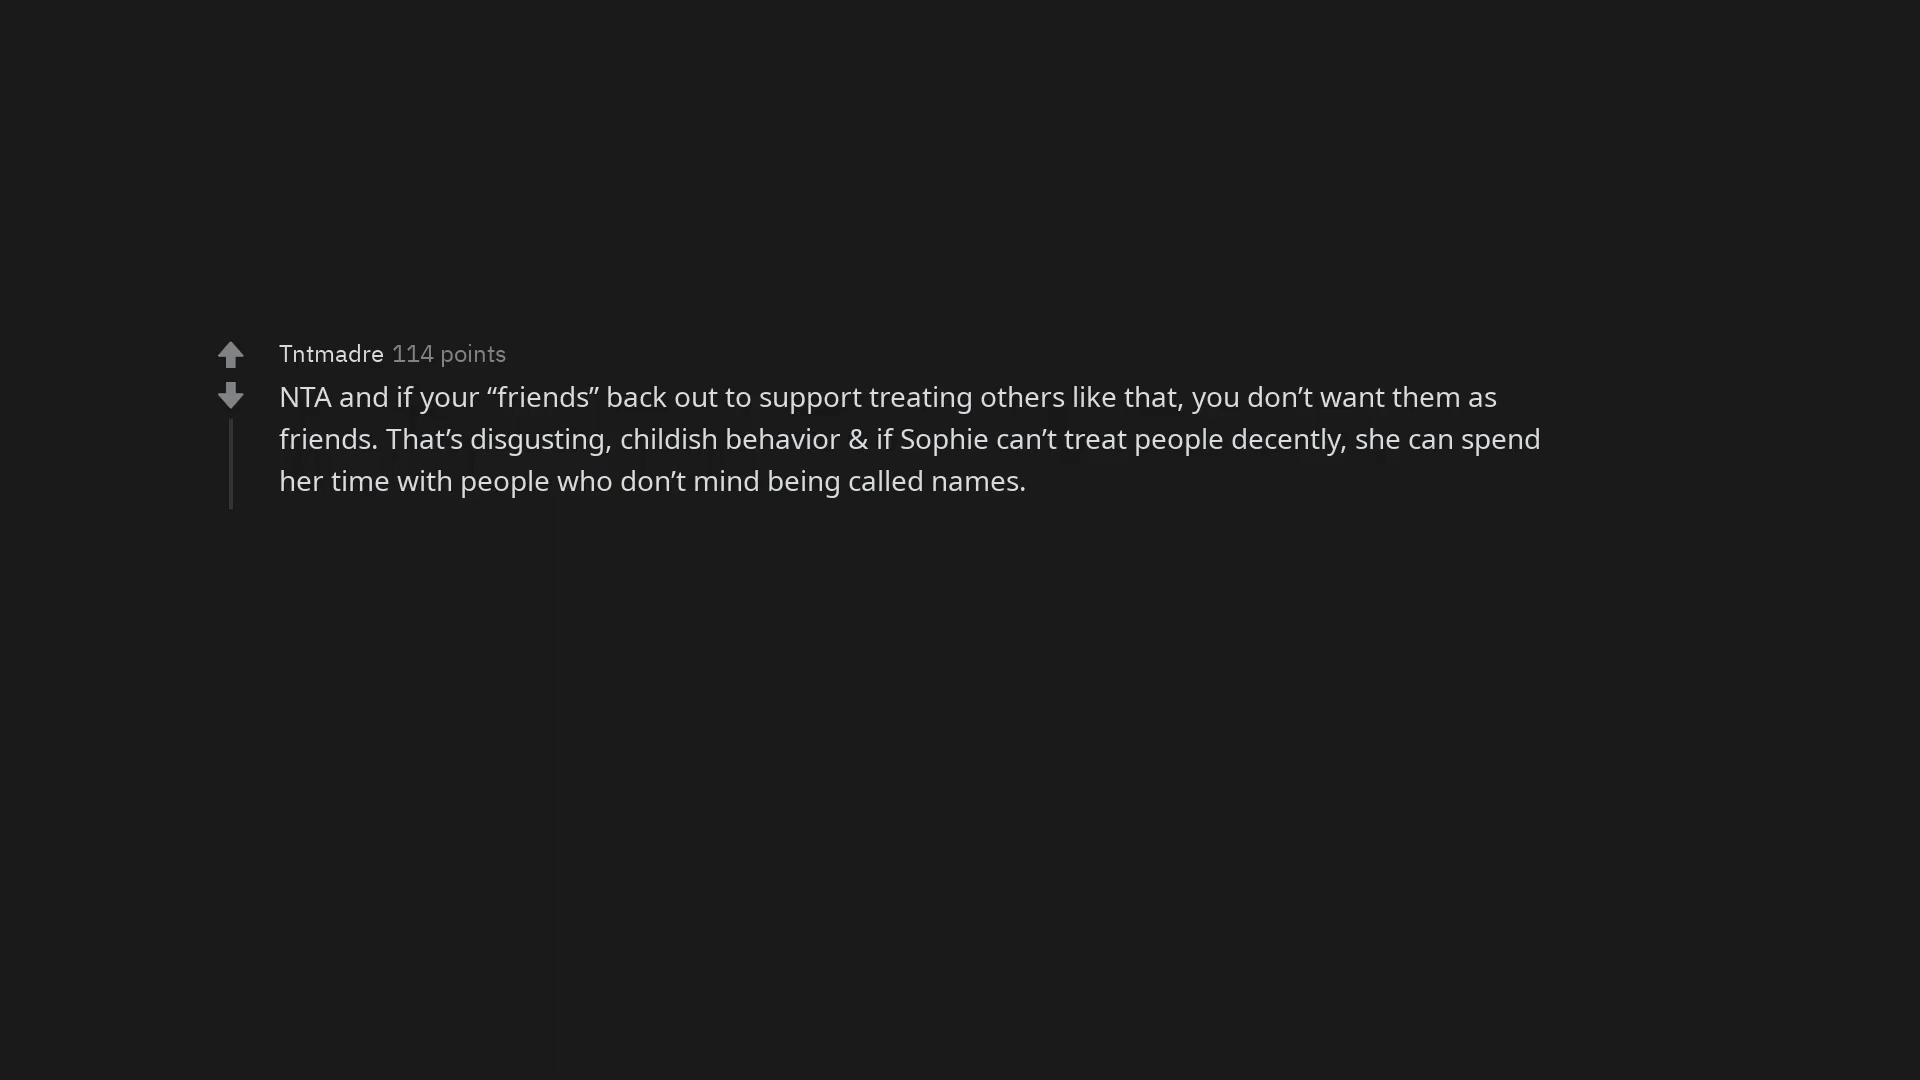 Tntmadre 114 points
NTA and if your “friends” back out to support treating others like that, you don’t want them as
friends. That’s disgusting, childish behavior & if Sophie can’t treat people decently, she can spend
her time with people who don’t mind being called names.